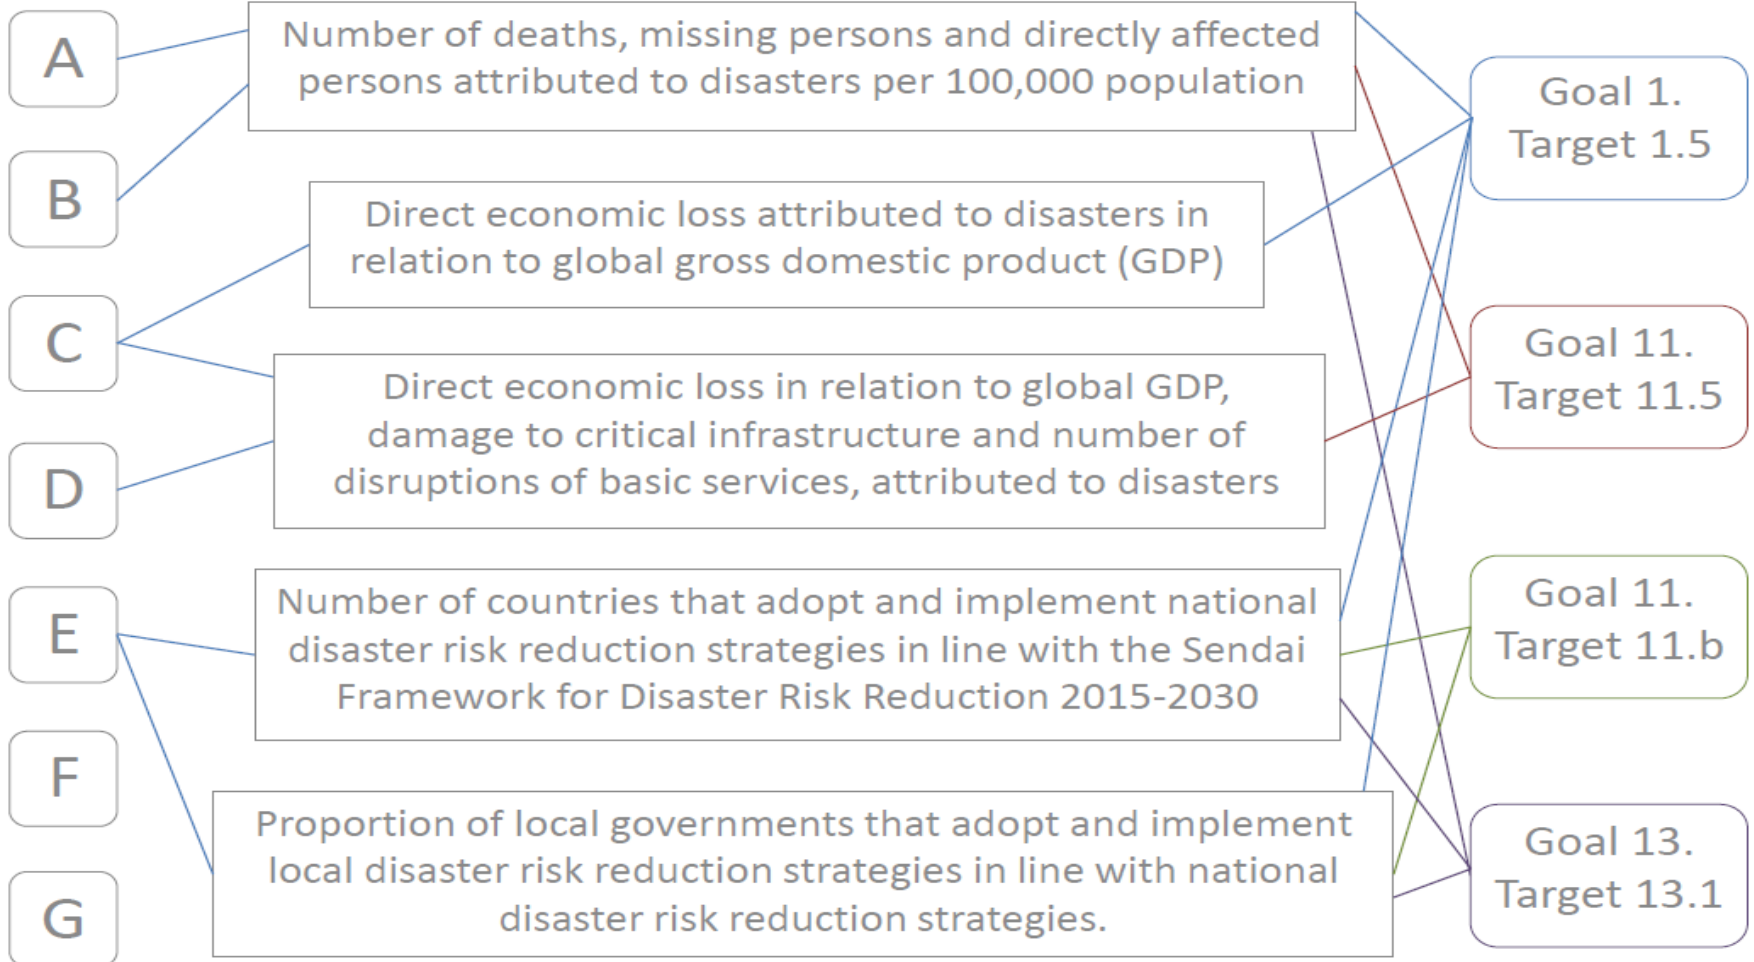 A
B
C
D
E
F
G
Number of deaths, missing persons and directly affected
persons attributed to disasters per 100,000 population
Direct economic loss attributed to disasters in
relation to global gross domestic product (GDP)
Direct economic loss in relation to global GDP,
damage to critical infrastructure and number of
disruptions of basic services, attributed to disasters
Number of countries that adopt and implement national
disaster risk reduction strategies in line with the Sendai
Framework for Disaster Risk Reduction 2015-2030
Proportion of local governments that adopt and implement
local disaster risk reduction strategies in line with national
disaster risk reduction strategies.
Goal 1.
Target 1.5
Goal 11.
Target 11.5
Goal 11.
Target 11.b
Goal 13.
Target 13.1